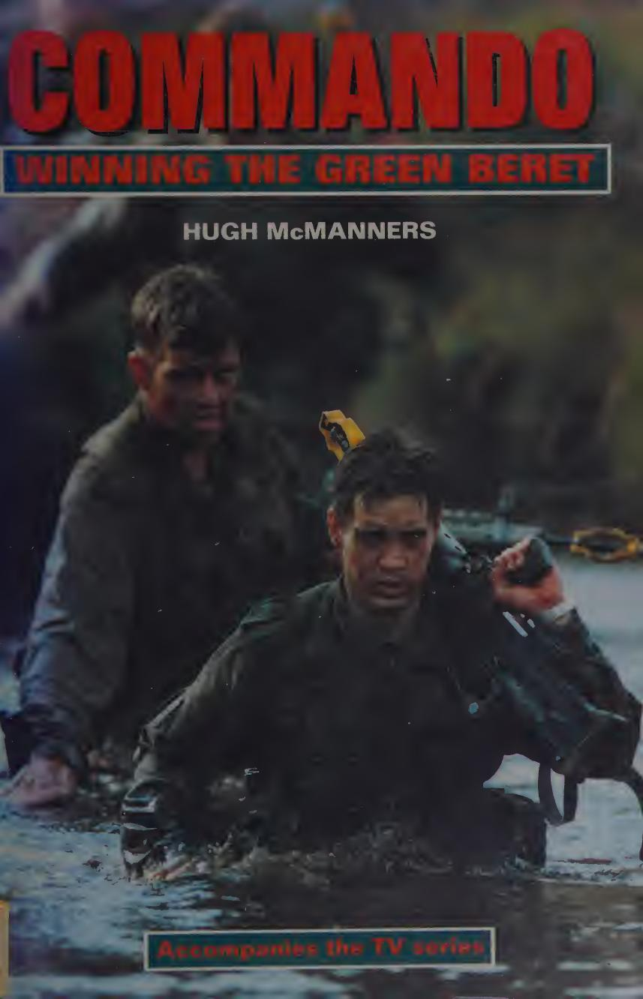 COMMANDO
WINNING THE GREEN BERET
HUGH McMANNERS
Accompanies the TV series